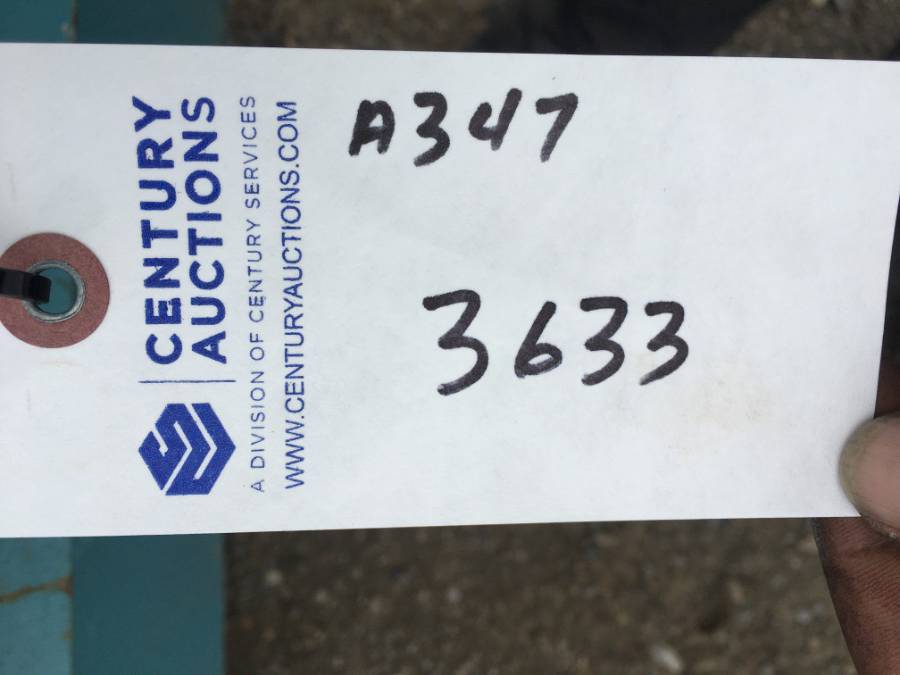 CENTURY
AUCTIONS
A DIVISION OF CENTURY SERVICES
WWW.CENTURYAUCTIONS.COM
A347
3633